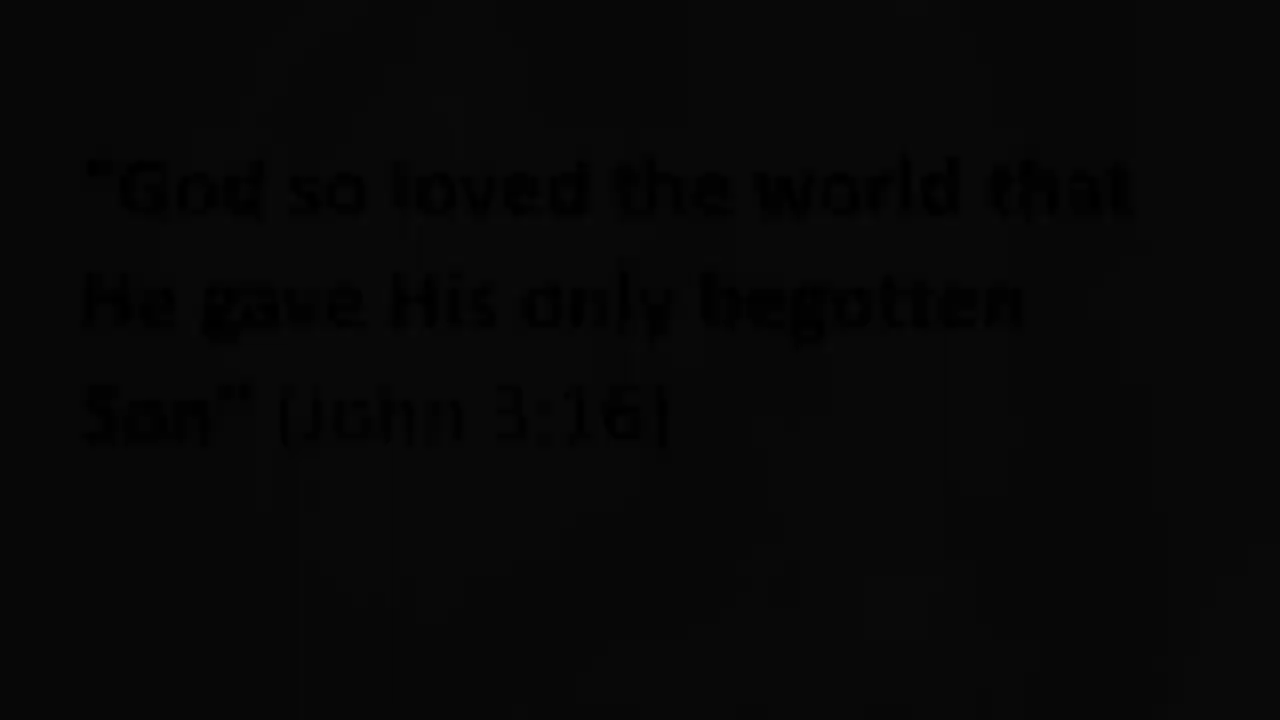 "God so loved the world that
He gave His only begotten
Son" (John 3:16)